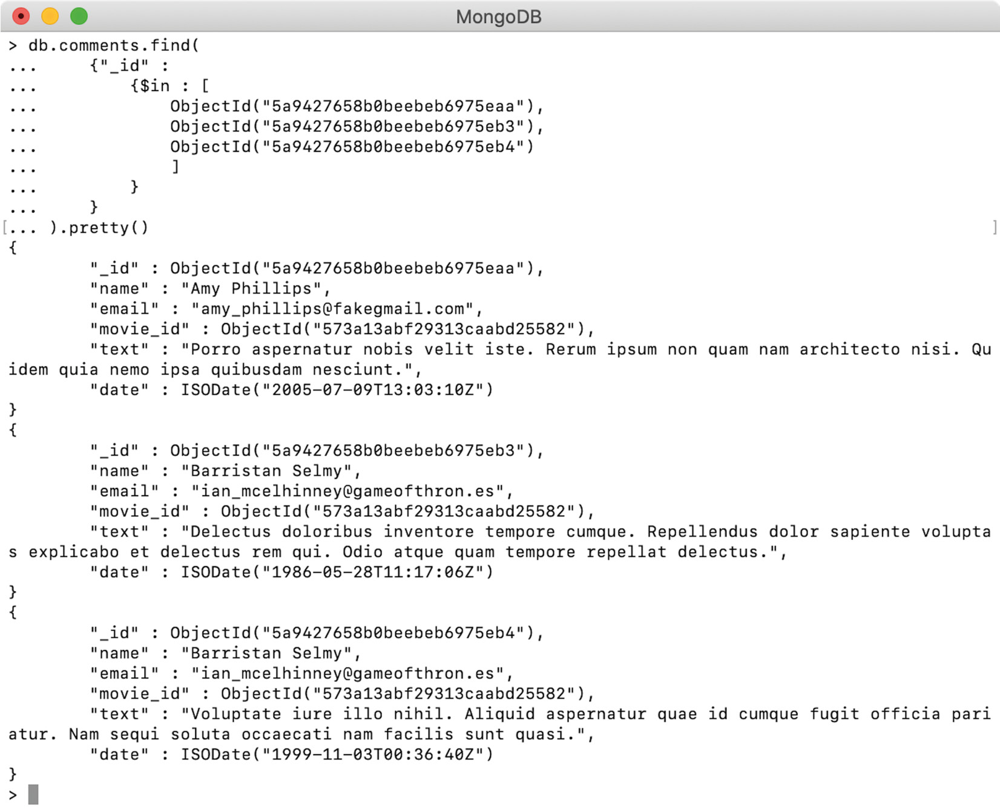 MongoDB
> db.comments.find(
...     {"_id" :
...         {$in : [
...             ObjectId("5a9427658b0beebeb6975eaa"),
...             ObjectId("5a9427658b0beebeb6975eb3"),
...             ObjectId("5a9427658b0beebeb6975eb4")
...             ]
...         }
...     }
[... ).pretty() ]
{
        "_id" : ObjectId("5a9427658b0beebeb6975eaa"),
        "name" : "Amy Phillips",
        "email" : "amy_phillips@fakegmail.com",
        "movie_id" : ObjectId("573a13abf29313caabd25582"),
        "text" : "Porro aspernatur nobis velit iste. Rerum ipsum non quam nam architecto nisi. Qu
idem quia nemo ipsa quibusdam nesciunt.",
        "date" : ISODate("2005-07-09T13:03:10Z")
}
{
        "_id" : ObjectId("5a9427658b0beebeb6975eb3"),
        "name" : "Barristan Selmy",
        "email" : "ian_mcelhinney@gameofthron.es",
        "movie_id" : ObjectId("573a13abf29313caabd25582"),
        "text" : "Delectus doloribus inventore tempore cumque. Repellendus dolor sapiente volupta
s explicabo et delectus rem qui. Odio atque quam tempore repellat delectus.",
        "date" : ISODate("1986-05-28T11:17:06Z")
}
{
        "_id" : ObjectId("5a9427658b0beebeb6975eb4"),
        "name" : "Barristan Selmy",
        "email" : "ian_mcelhinney@gameofthron.es",
        "movie_id" : ObjectId("573a13abf29313caabd25582"),
        "text" : "Voluptate iure illo nihil. Aliquid aspernatur quae id cumque fugit officia pari
atur. Nam sequi soluta occaecati nam facilis sunt quasi.",
        "date" : ISODate("1999-11-03T00:36:40Z")
}
>